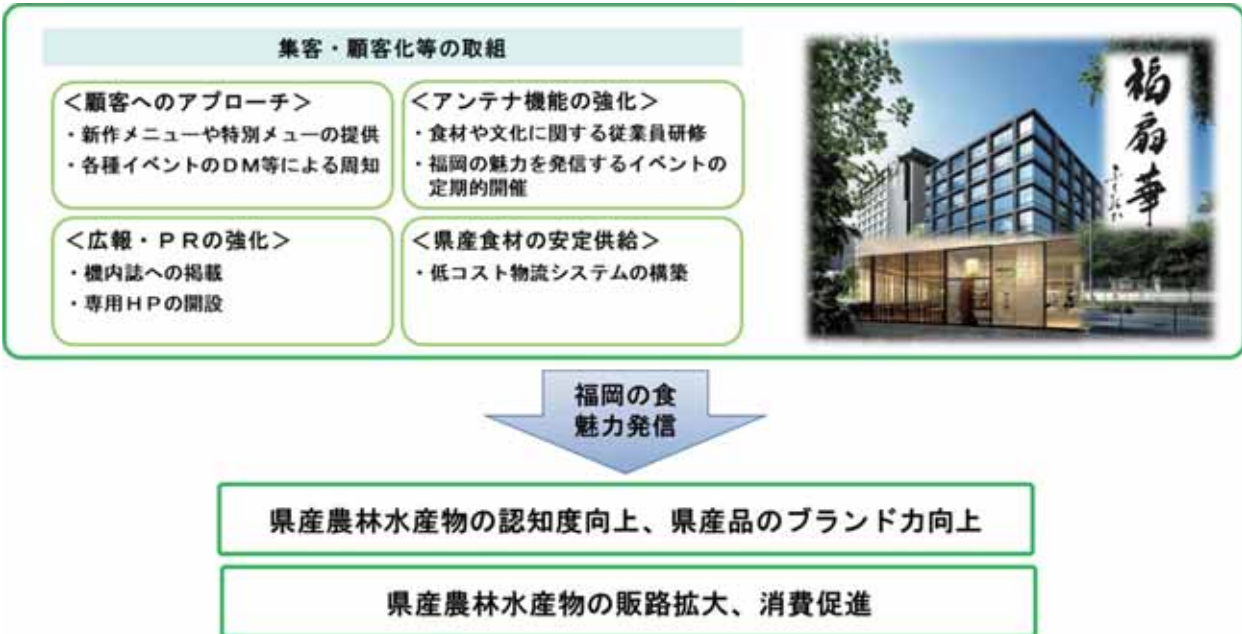 集客・顧客化等の取組
＜顧客へのアプローチ＞
・新作メニューや特別メューの提供
・各種イベントのＤＭ等による周知
＜アンテナ機能の強化＞
・食材や文化に関する従業員研修
・福岡の魅力を発信するイベントの
定期的開催
＜広報・ＰＲの強化＞
・機内誌への掲載
・専用ＨＰの開設
＜県産食材の安定供給＞
・低コスト物流システムの構築
福扇華
福岡の食
魅力発信
県産農林水産物の認知度向上、県産品のブランド力向上
県産農林水産物の販路拡大、消費促進